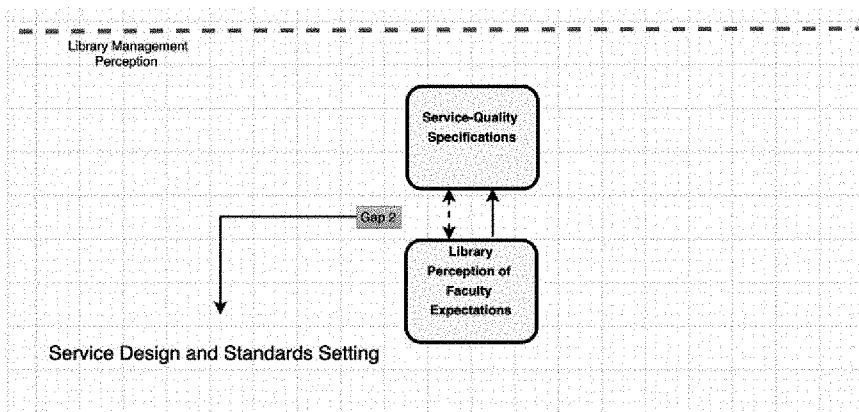 Library Management
Perception
Service-Quality
Specifications
Gap 2
Library
Perception of
Faculty
Expectations
Service Design and Standards Setting